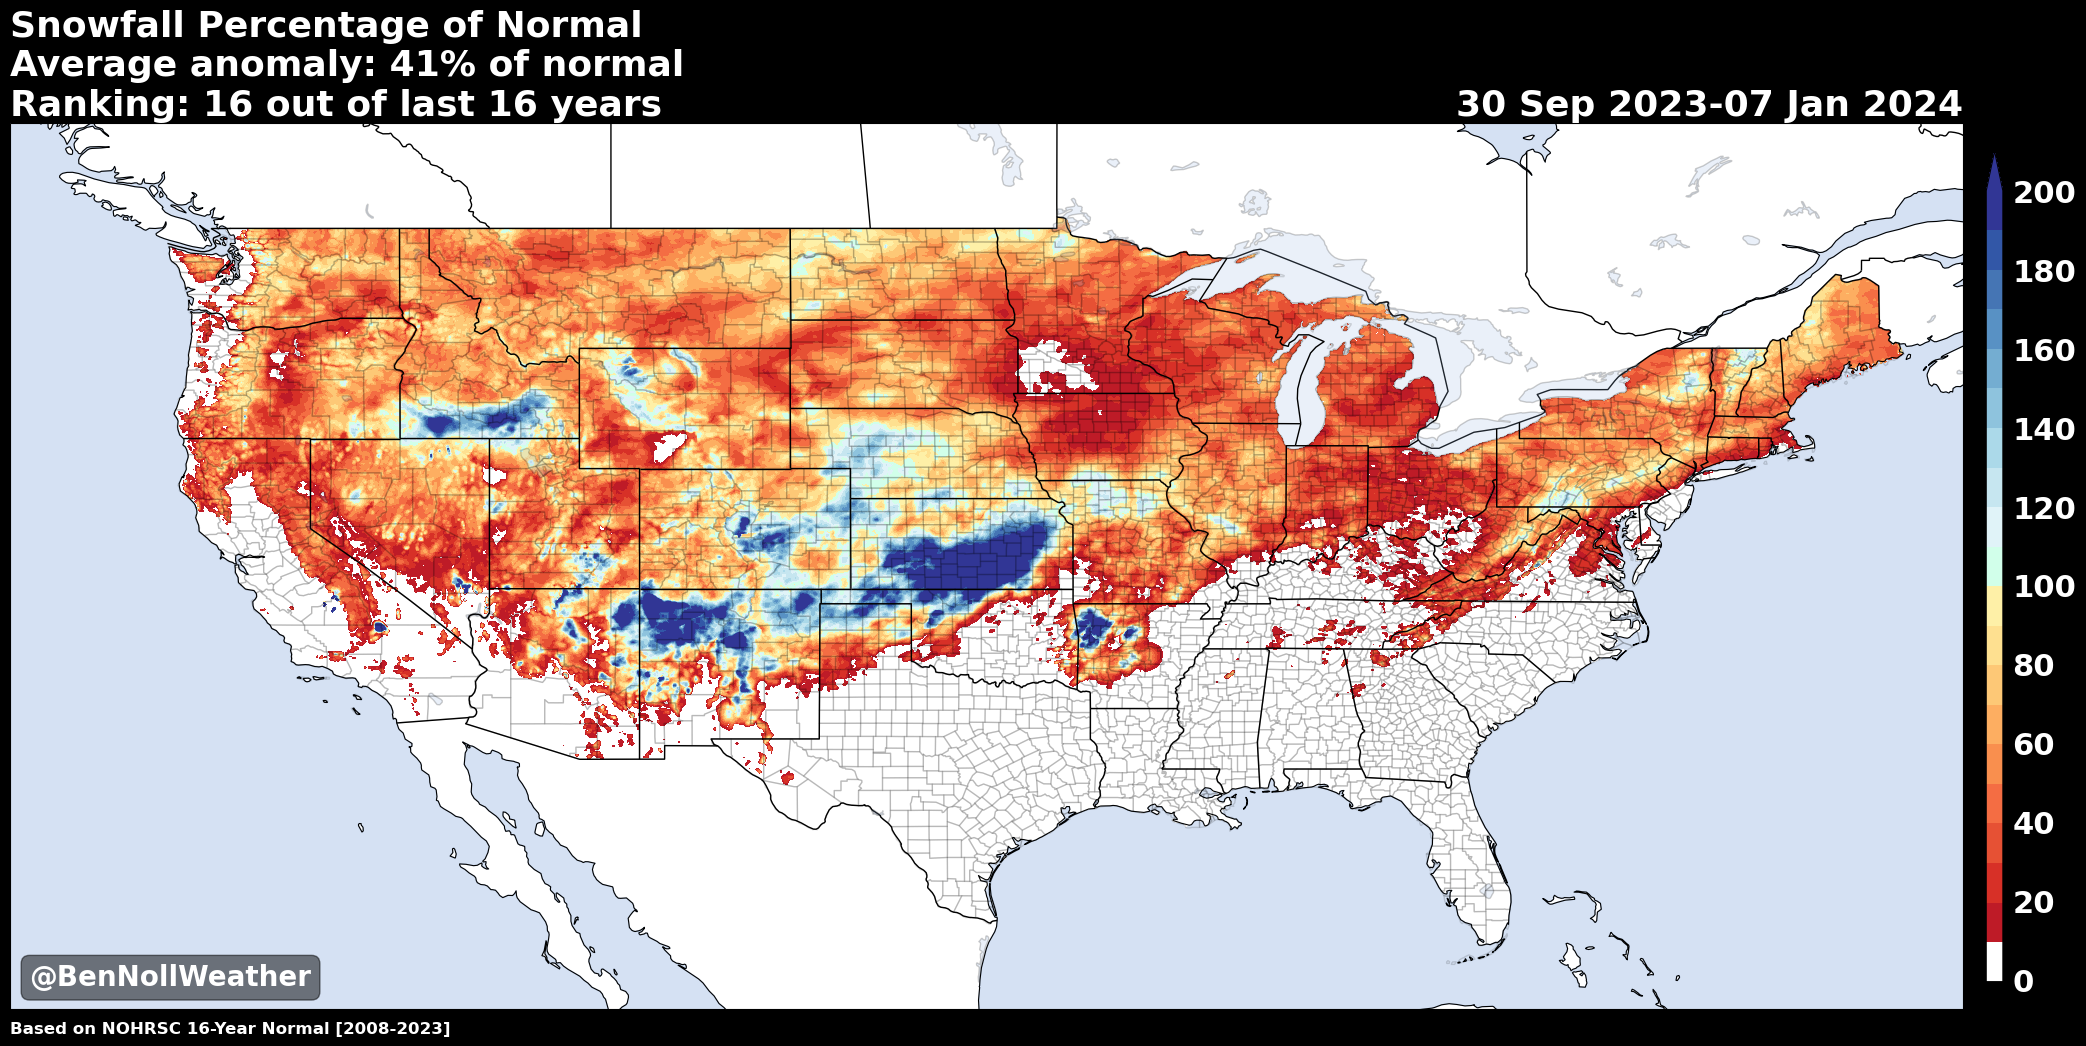 Snowfall Percentage of Normal
Average anomaly: 41% of normal
Ranking: 16 out of last 16 years
30 Sep 2023-07 Jan 2024
200
180
160
140
120
100
80
60
40
20
0
@BenNollWeather
Based on NOHRSC 16-Year Normal [2008-2023]